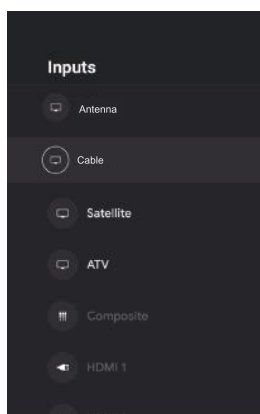 Inputs
Antenna
Cable
Satellite
ATV
Composite
HDMI 1